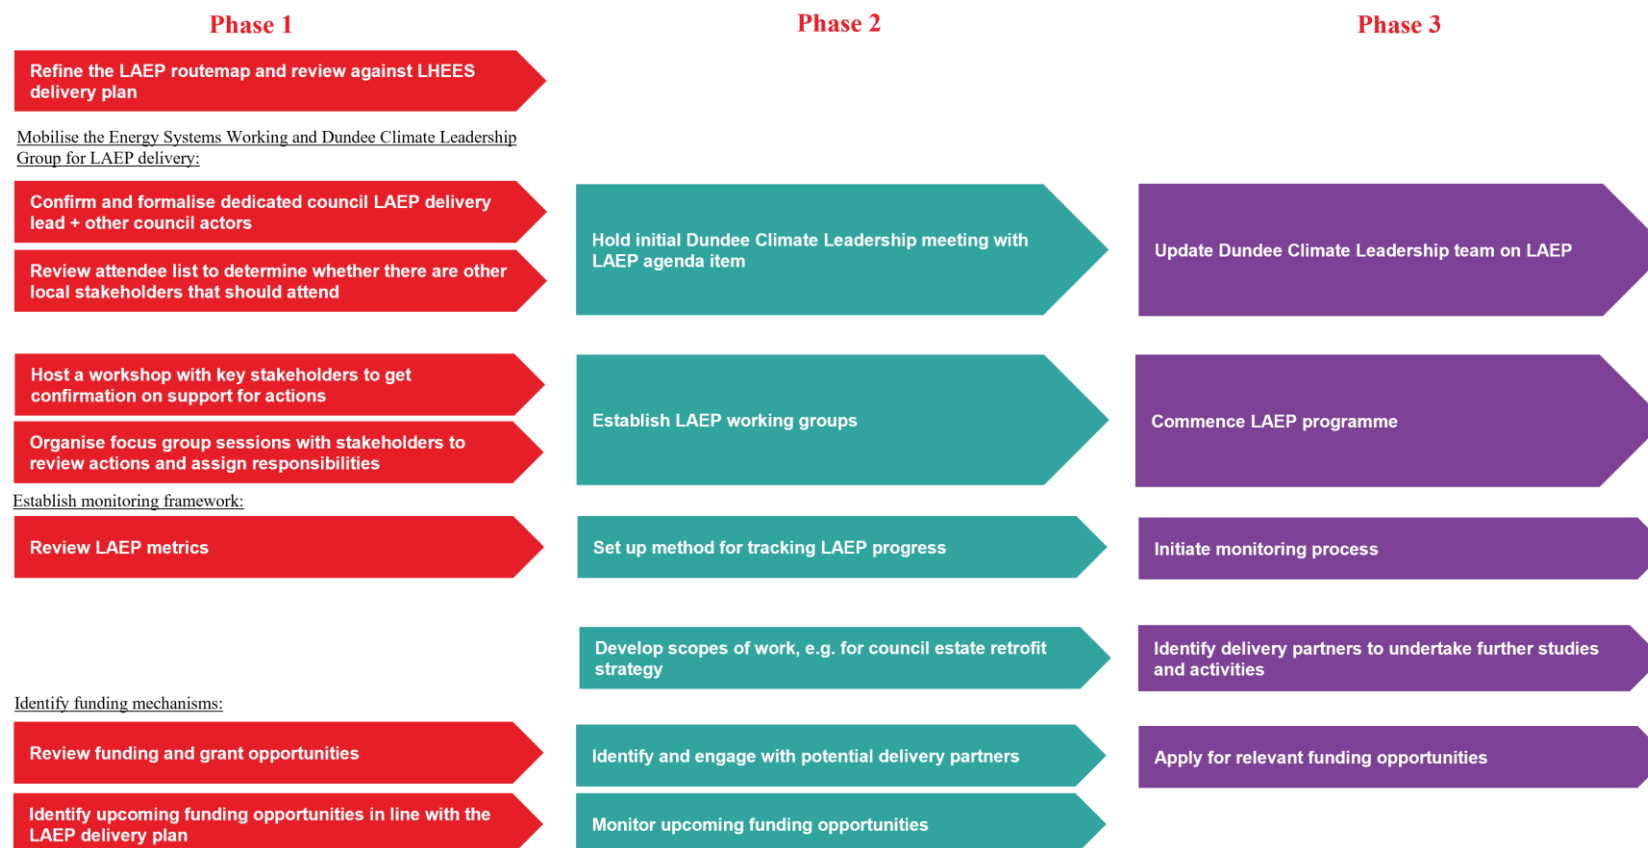 Phase 1
Phase 2
Phase 3
Refine the LAEP routemap and review against LHEES
delivery plan
Mobilise the Energy Systems Working and Dundee Climate Leadership
Group for LAEP delivery:
Confirm and formalise dedicated council LAEP delivery
lead + other council actors
Review attendee list to determine whether there are other
local stakeholders that should attend
Hold initial Dundee Climate Leadership meeting with
LAEP agenda item
Update Dundee Climate Leadership team on LAEP
Host a workshop with key stakeholders to get
confirmation on support for actions
Organise focus group sessions with stakeholders to
review actions and assign responsibilities
Establish LAEP working groups
Commence LAEP programme
Establish monitoring framework:
Review LAEP metrics
Set up method for tracking LAEP progress
Initiate monitoring process
Develop scopes of work, e.g. for council estate retrofit
strategy
Identify delivery partners to undertake further studies
and activities
Identify funding mechanisms:
Review funding and grant opportunities
Identify and engage with potential delivery partners
Apply for relevant funding opportunities
Identify upcoming funding opportunities in line with the
LAEP delivery plan
Monitor upcoming funding opportunities